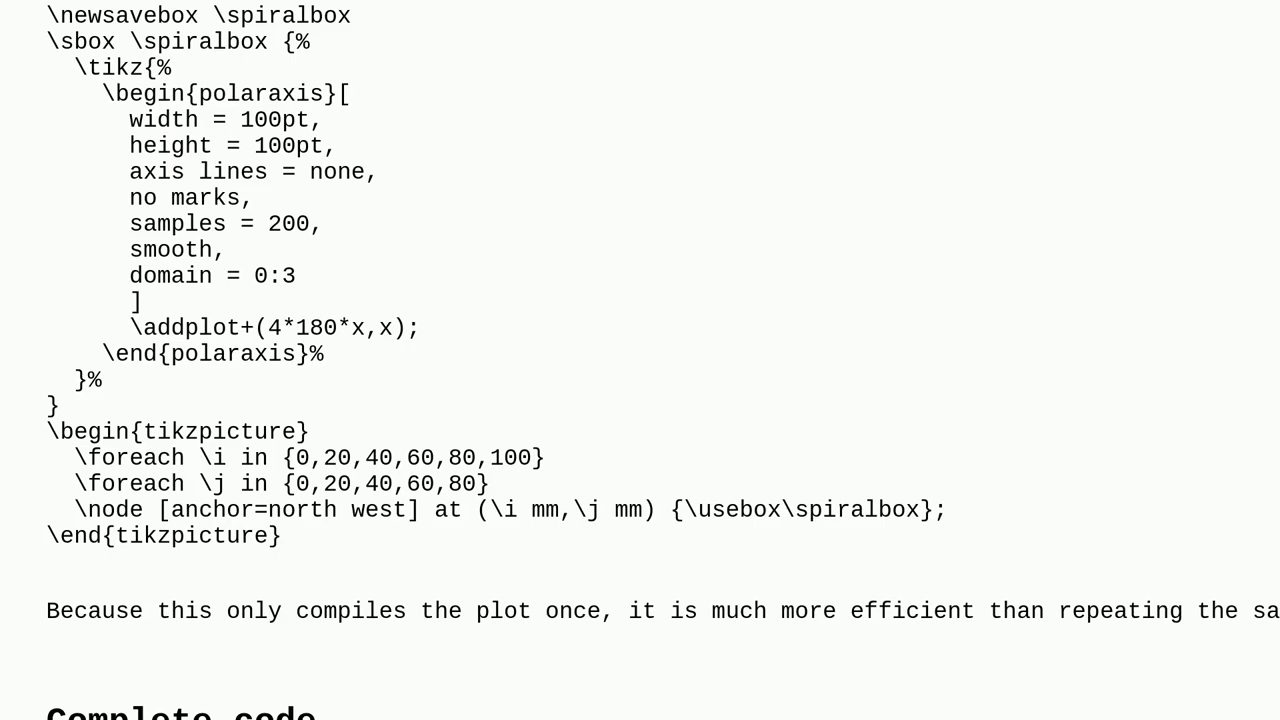 \newsavebox \spiralbox
\sbox \spiralbox {%
  \tikz{%
    \begin{polaraxis}[
      width = 100pt,
      height = 100pt,
      axis lines = none,
      no marks,
      samples = 200,
      smooth,
      domain = 0:3
      ]
      \addplot+(4*180*x,x);
    \end{polaraxis}%
  }%
}
\begin{tikzpicture}
  \foreach \i in {0,20,40,60,80,100}
  \foreach \j in {0,20,40,60,80}
  \node [anchor=north west] at (\i mm,\j mm) {\usebox\spiralbox};
\end{tikzpicture}
Because this only compiles the plot once, it is much more efficient than repeating the sa
Complete code